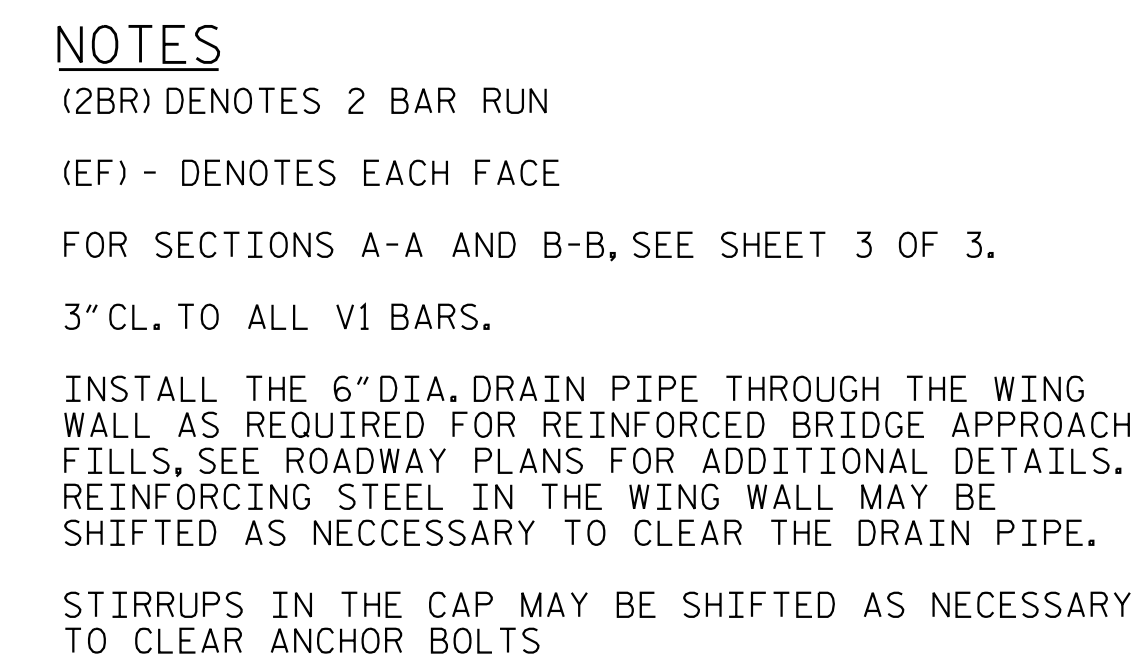 NOTES
(2BR) DENOTES 2 BAR RUN
(EF) - DENOTES EACH FACE
FOR SECTIONS A-A AND B-B, SEE SHEET 3 OF 3.
3" CL. TO ALL V1 BARS.
INSTALL THE 6" DIA. DRAIN PIPE THROUGH THE WING
WALL AS REQUIRED FOR REINFORCED BRIDGE APPROACH
FILLS, SEE ROADWAY PLANS FOR ADDITIONAL DETAILS.
REINFORCING STEEL IN THE WING WALL MAY BE
SHIFTED AS NECCESSARY TO CLEAR THE DRAIN PIPE.
STIRRUPS IN THE CAP MAY BE SHIFTED AS NECESSARY
TO CLEAR ANCHOR BOLTS